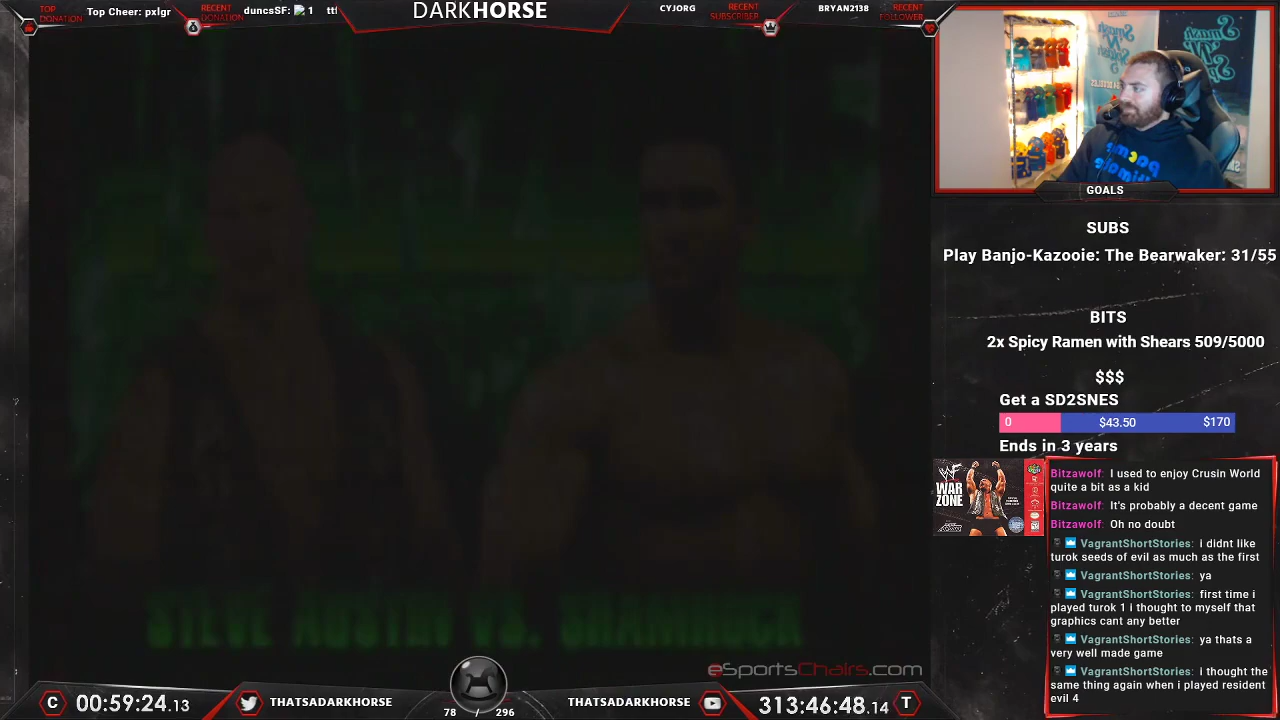 TOP
DONATION
Top Cheer: pxlgr
RECENT
DONATION
duncsSF:
1
DARKHORSE
CYJORG
RECENT
SUBSCRIBER
BRYAN2138
RECENT
FOLLOWER
GOALS
SUBS
Play Banjo-Kazooie: The Bearwaker: 31/55
BITS
2x Spicy Ramen with Shears 509/5000
$$$
Get a SD2SNES
0 $43.50 $170
Ends in 3 years
WAR
ZONE
Bitzawolf: I used to enjoy Crusin World
quite a bit as a kid
Bitzawolf: It's probably a decent game
Bitzawolf: Oh no doubt
VagrantShortStories: i didnt like
turok seeds of evil as much as the first
VagrantShortStories: ya
VagrantShortStories: first time i
played turok 1 i thought to myself that
graphics cant any better
VagrantShortStories: ya thats a
very well made game
VagrantShortStories: i thought the
same thing again when i played resident
evil 4
STEVE AUSTIN VS. SHAMROCK
eSportsChairs.com
C 00:59:24.13
THATSADARKHORSE
78 / 296
THATSADARKHORSE
313:46:48.14 T